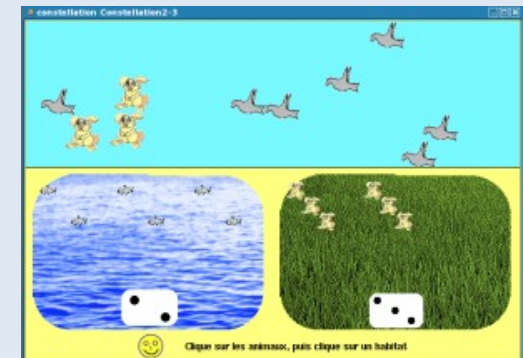 constellation Constellation2-3
Clique sur les animaux, puis clique sur un habitat